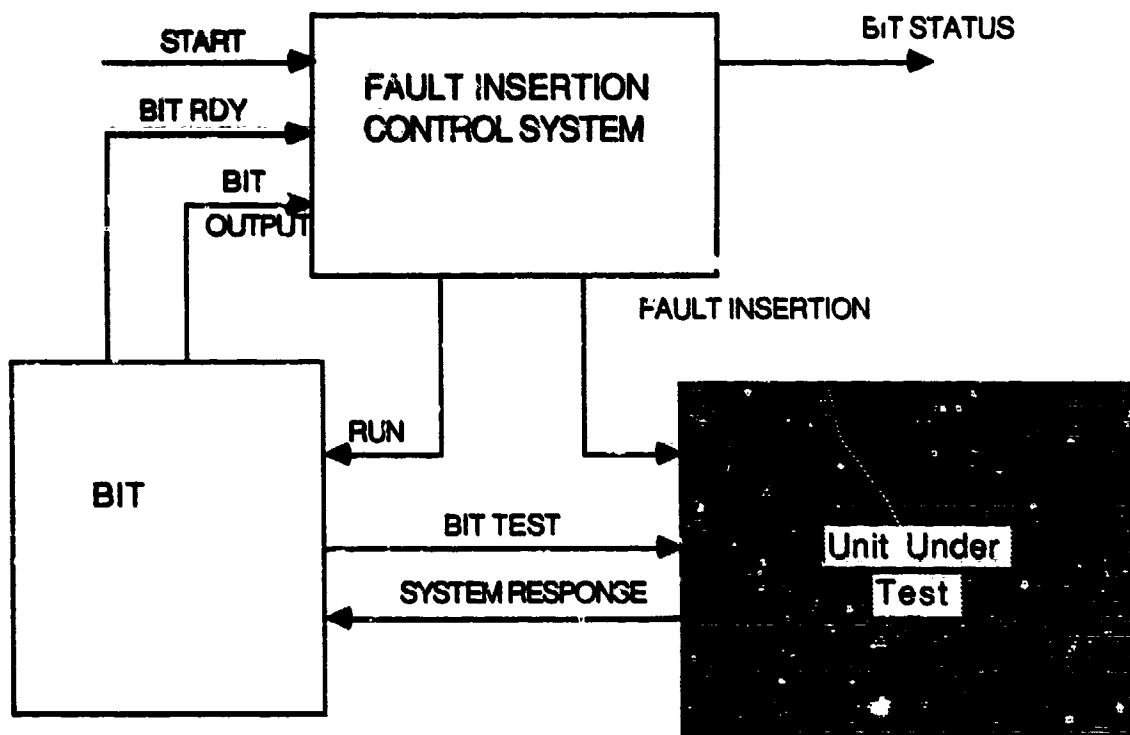 START
BIT STATUS
FAULT INSERTION
CONTROL SYSTEM
BIT RDY
BIT
OUTPUT
FAULT INSERTION
RUN
BIT
BIT TEST
Unit Under
Test
SYSTEM RESPONSE